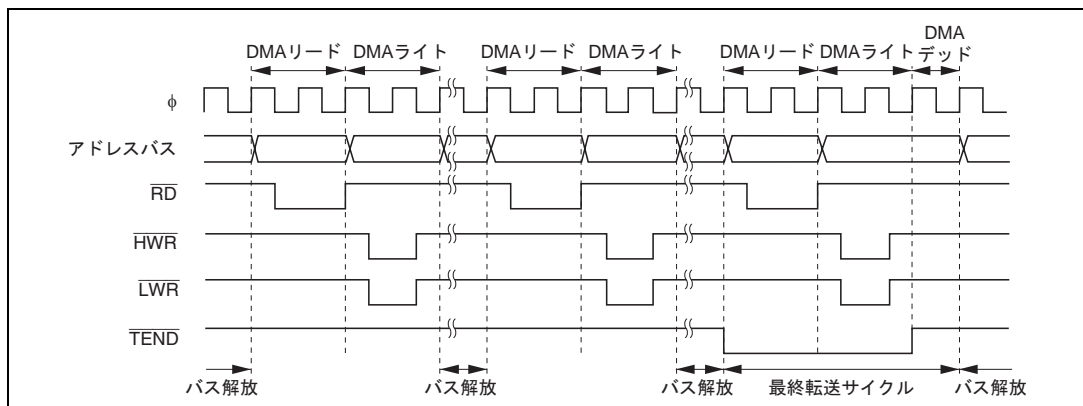 DMA
DMAリード DMAライト DMAリード DMAライト DMAリード DMAライト デッド
φ
アドレスバス
RD
HWR
LWR
TEND
バス解放 バス解放 バス解放 最終転送サイクル バス解放